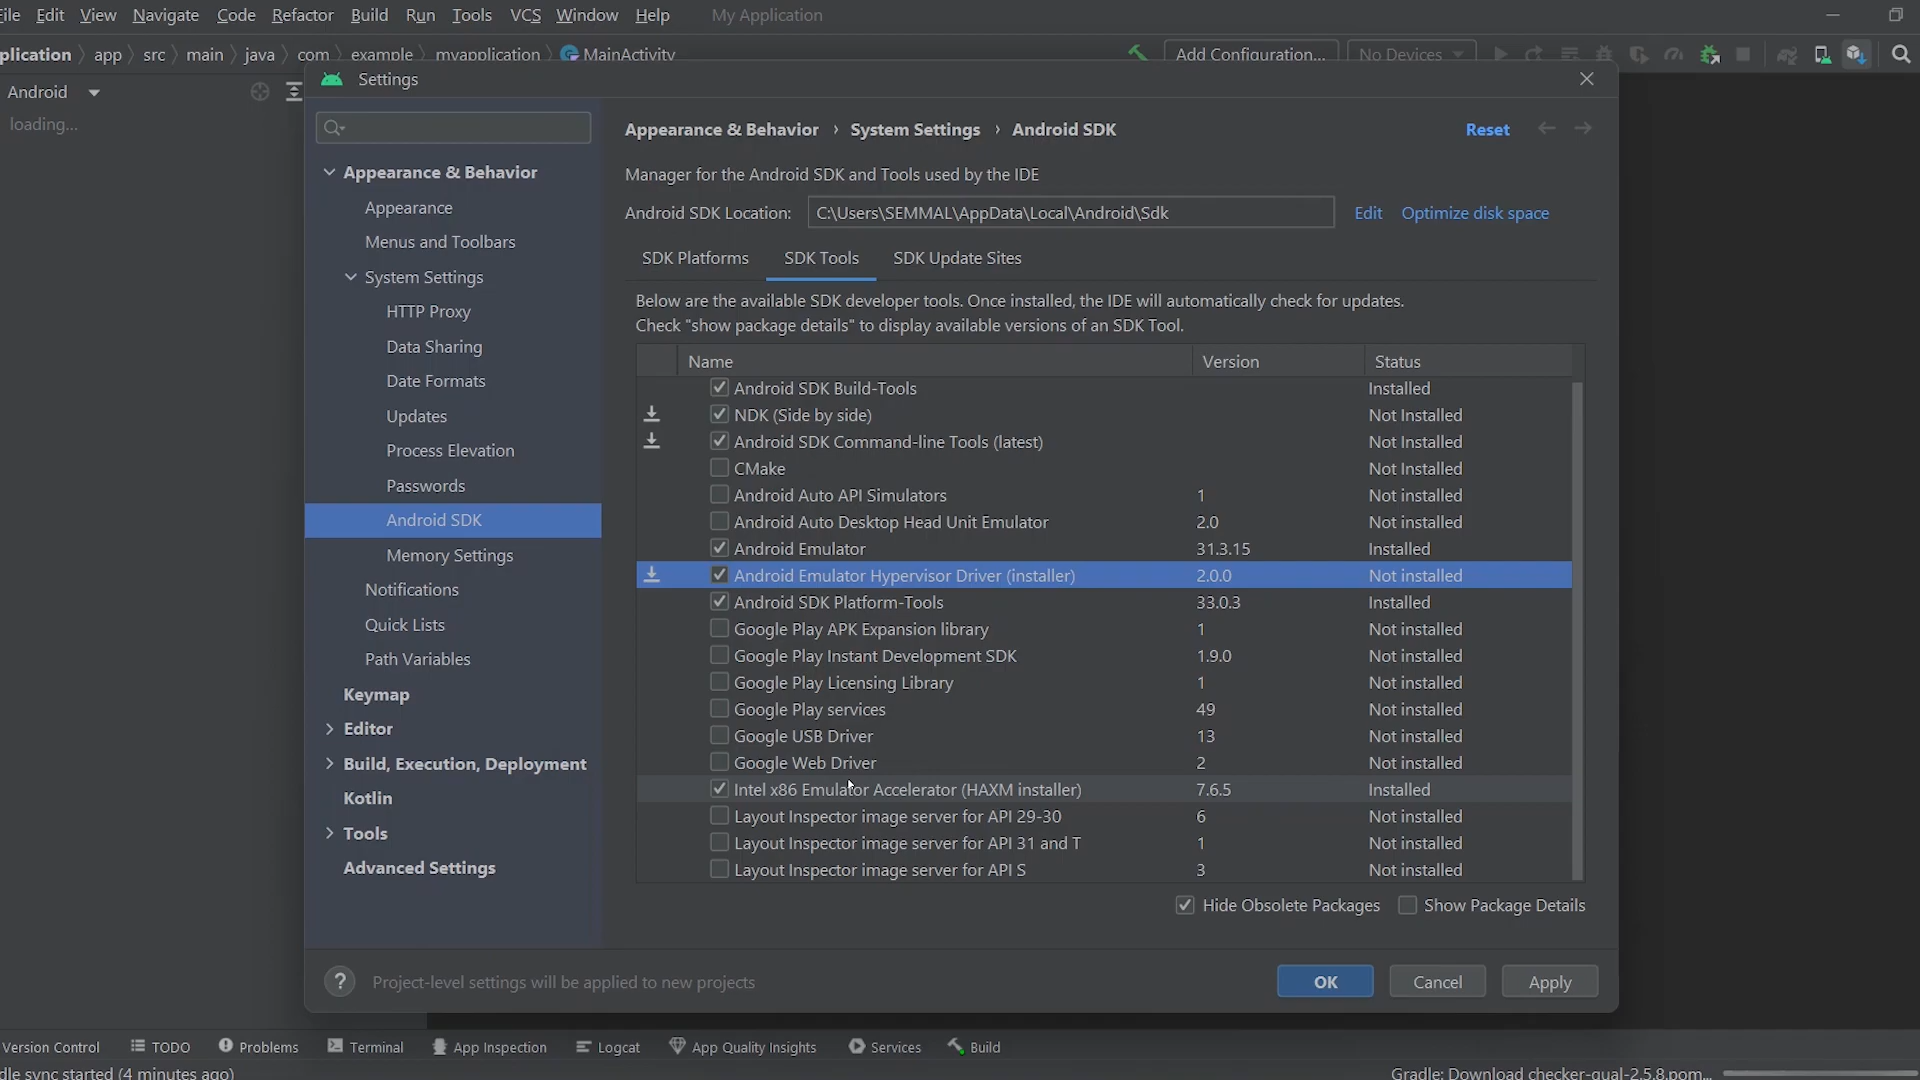 ile Edit View Navigate Code Refactor Build Run Tools VCS Window Help My Application
plication app src main java com example myapplication MainActivity Add Configuration... No Devices
Settings
Android
loading...
Appearance & Behavior
Appearance
Menus and Toolbars
System Settings
HTTP Proxy
Data Sharing
Date Formats
Updates
Process Elevation
Passwords
Android SDK
Memory Settings
Notifications
Quick Lists
Path Variables
Keymap
Editor
Build, Execution, Deployment
Kotlin
Tools
Advanced Settings
Appearance & Behavior › System Settings › Android SDK Reset
Manager for the Android SDK and Tools used by the IDE
Android SDK Location: C:\Users\SEMMAL\AppData\Local\Android\Sdk Edit Optimize disk space
SDK Platforms SDK Tools SDK Update Sites
Below are the available SDK developer tools. Once installed, the IDE will automatically check for updates.
Check "show package details" to display available versions of an SDK Tool.
Name Version Status
Android SDK Build-Tools Installed
NDK (Side by side) Not Installed
Android SDK Command-line Tools (latest) Not Installed
CMake Not Installed
Android Auto API Simulators 1 Not installed
Android Auto Desktop Head Unit Emulator 2.0 Not installed
Android Emulator 31.3.15 Installed
Android Emulator Hypervisor Driver (installer) 2.0.0 Not installed
Android SDK Platform-Tools 33.0.3 Installed
Google Play APK Expansion library 1 Not installed
Google Play Instant Development SDK 1.9.0 Not installed
Google Play Licensing Library 1 Not installed
Google Play services 49 Not installed
Google USB Driver 13 Not installed
Google Web Driver 2 Not installed
Intel x86 Emulator Accelerator (HAXM installer) 7.6.5 Installed
Layout Inspector image server for API 29-30 6 Not installed
Layout Inspector image server for API 31 and T 1 Not installed
Layout Inspector image server for API S 3 Not installed
Hide Obsolete Packages Show Package Details
? Project-level settings will be applied to new projects OK Cancel Apply
Version Control TODO Problems Terminal App Inspection Logcat App Quality Insights Services Build
dle sync started (4 minutes ago) Gradle: Download checker-qual-2.5.8.pom...